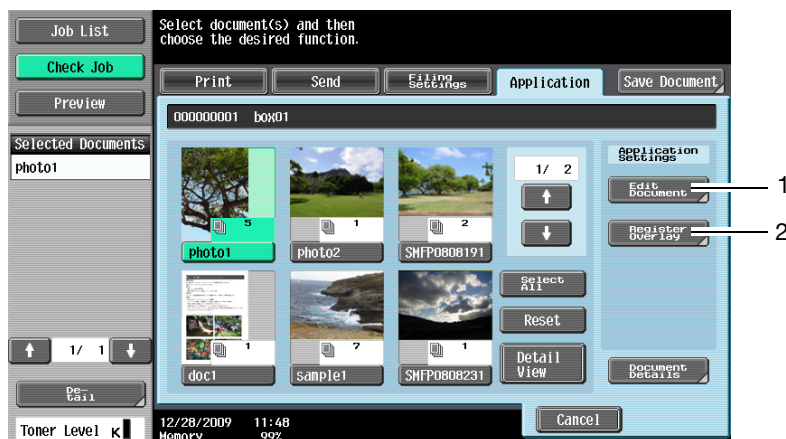 Job List
Check Job
Preview
Selected Documents
photo1
1/ 1
De-
tail
Toner Level K
Select document(s) and then
choose the desired function.
Print
Send
Filing
Settings
Application
Save Document
000000001 box01
5
photo1
1
photo2
2
SMFP0808191
1
doc1
7
sample1
1
SMFP0808231
1/ 2
Select
All
Reset
Detail
View
Application
Settings
Edit
Document
Register
Overlay
Document
Details
Cancel
12/28/2009 11:48
Memory 99%
1
2